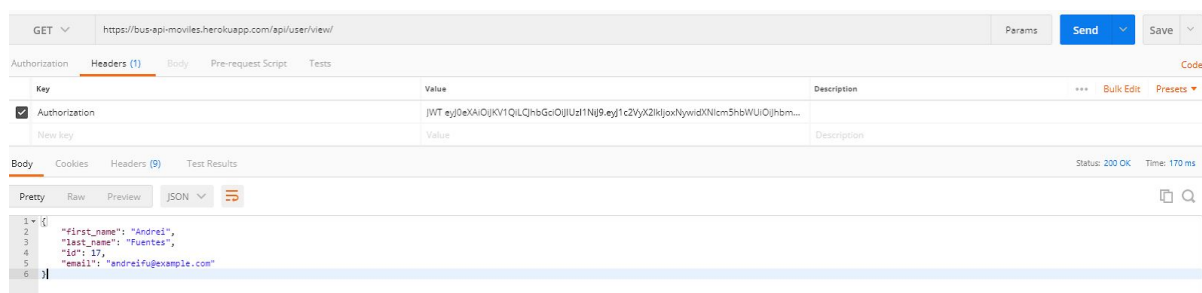 GET https://bus-api-moviles.herokuapp.com/api/user/view/ Params Send Save
Authorization Headers (1) Body Pre-request Script Tests Code
Key Value Description ••• Bulk Edit Presets
Authorization JWT eyJ0eXAiOiJKV1QiLCJhbGciOiJIUzI1NiJ9.eyJ1c2VyX2lkIjoxNywidXNlcm5hbWUiOiJhbm...
New key Value Description
Body Cookies Headers (9) Test Results Status: 200 OK Time: 170 ms
Pretty Raw Preview JSON
1 {
2 "first_name": "Andrei",
3 "last_name": "Fuentes",
4 "id": 17,
5 "email": "andreifu@example.com"
6 }